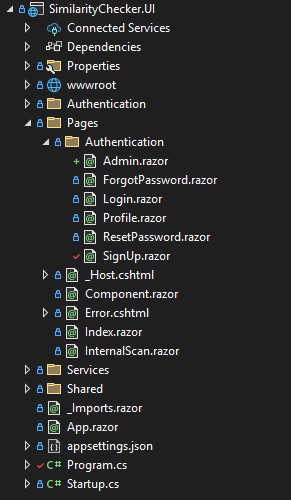 SimilarityChecker.UI
Connected Services
Dependencies
Properties
wwwroot
Authentication
Pages
Authentication
Admin.razor
ForgotPassword.razor
Login.razor
Profile.razor
ResetPassword.razor
SignUp.razor
_Host.cshtml
Component.razor
Error.cshtml
Index.razor
InternalScan.razor
Services
Shared
_Imports.razor
App.razor
appsettings.json
C# Program.cs
C# Startup.cs